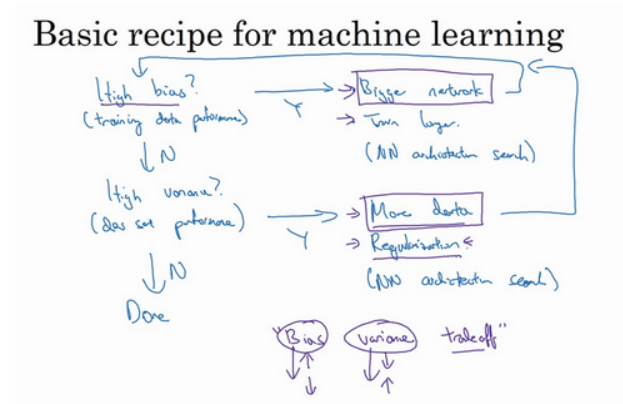 Basic recipe for machine learning
High bias? Y → Bigger network
(training data performance) → Train longer.
N (NN architecture search)
High variance? → More data
(dev set performance) Y → Regularization
N (NN architecture search)
Done
"Bias variance tradeoff"